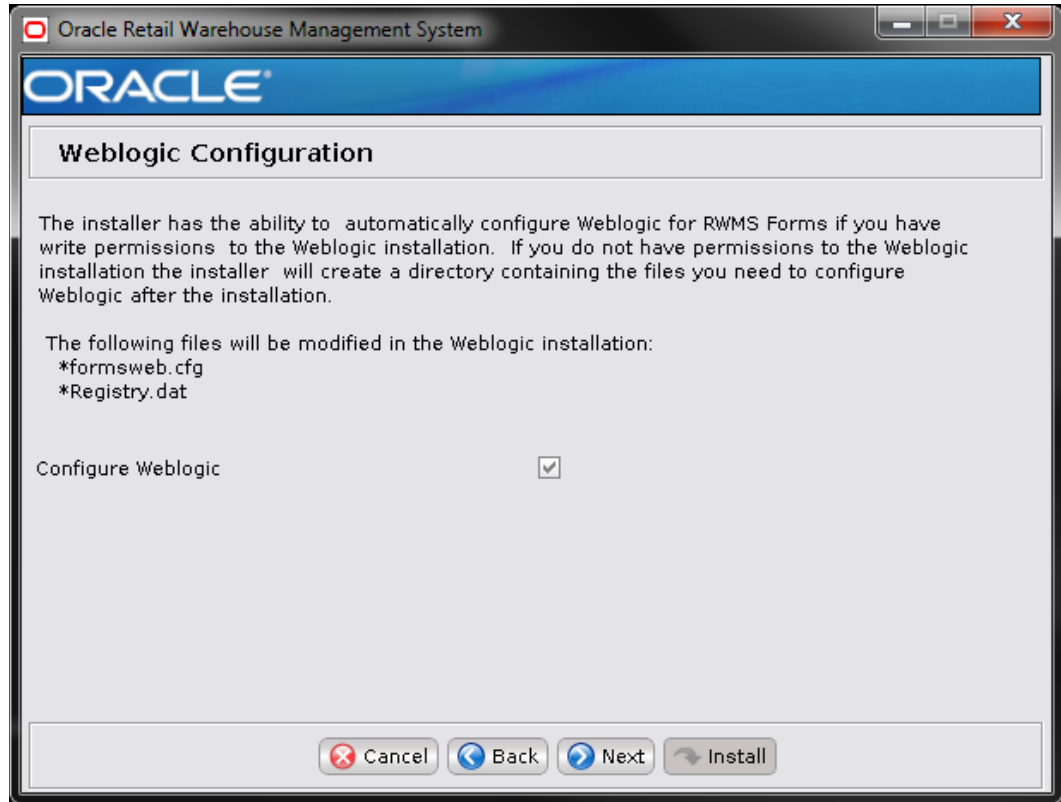 Oracle Retail Warehouse Management System
ORACLE®
Weblogic Configuration
The installer has the ability to  automatically configure Weblogic for RWMS Forms if you have
write permissions  to the Weblogic installation.  If you do not have permissions to the Weblogic
installation the installer  will create a directory containing the files you need to configure
Weblogic after the installation.
The following files will be modified in the Weblogic installation:
*formsweb.cfg
*Registry.dat
Configure Weblogic
Cancel Back Next Install